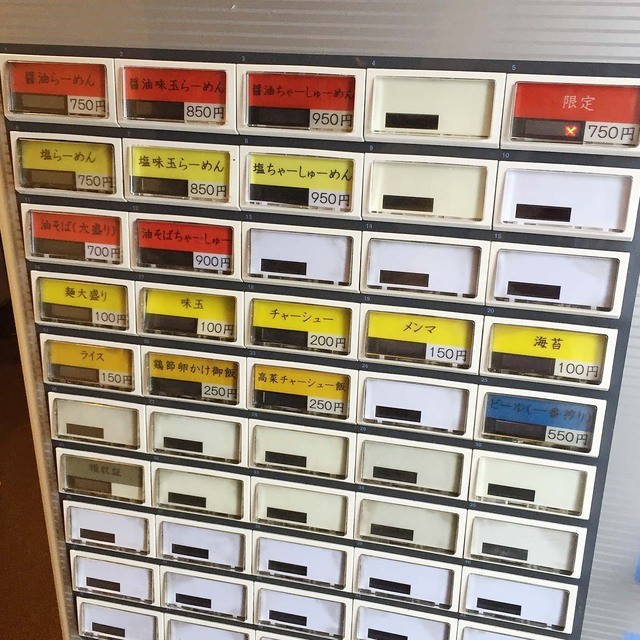 醤油らーめん 750円
醤油味玉らーめん 850円
醤油ちゃーしゅーめん 950円
限定 750円
塩らーめん 750円
塩味玉らーめん 850円
塩ちゃーしゅーめん 950円
油そば(大盛り) 700円
油そばちゃーしゅー 900円
麺大盛り 100円
味玉 100円
チャーシュー 200円
メンマ 150円
海苔 100円
ライス 150円
鶏節卵かけ御飯 250円
高菜チャーシュー飯 250円
ビール(一番搾り) 550円
領収証